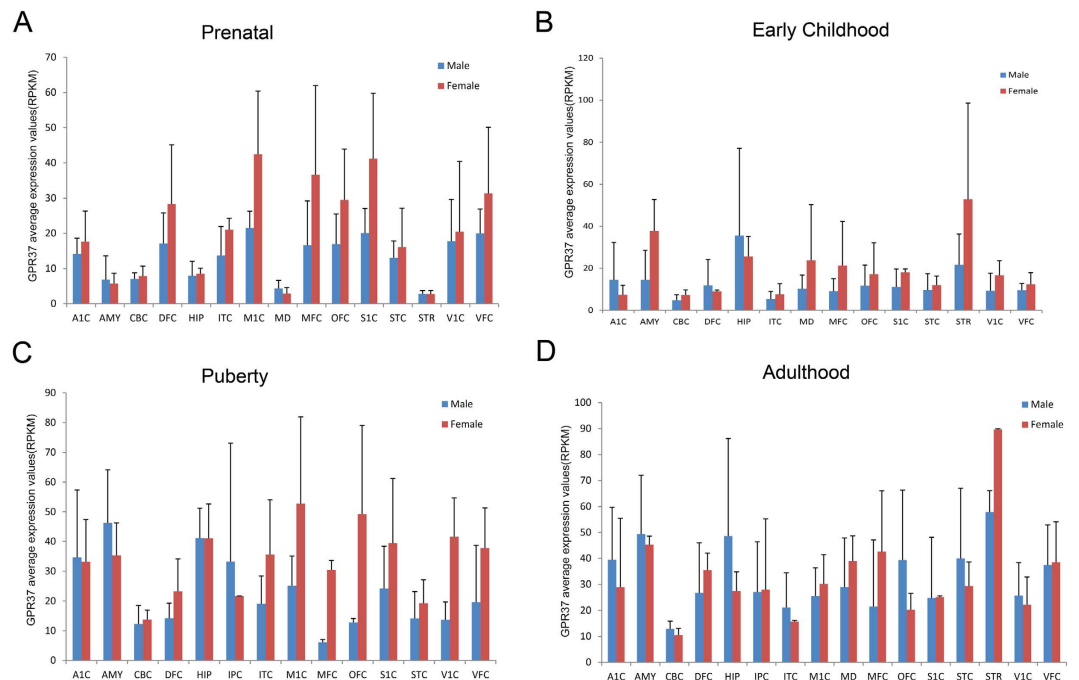 A
Prenatal
GPR37 average expression values(RPKM)
70
60
50
40
30
20
10
0
Male
Female
A1C AMY CBC DFC HIP ITC M1C MD MFC OFC S1C STC STR V1C VFC
B
Early Childhood
GPR37 average expression values(RPKM)
120
100
80
60
40
20
0
Male
Female
A1C AMY CBC DFC HIP ITC MD MFC OFC S1C STC STR V1C VFC
C
Puberty
GPR37 average expression values(RPKM)
90
80
70
60
50
40
30
20
10
0
Male
Female
A1C AMY CBC DFC HIP IPC ITC M1C MFC OFC S1C STC V1C VFC
D
Adulthood
GPR37 average expression values(RPKM)
100
90
80
70
60
50
40
30
20
10
0
Male
Female
A1C AMY CBC DFC HIP IPC ITC M1C MD MFC OFC S1C STC STR V1C VFC